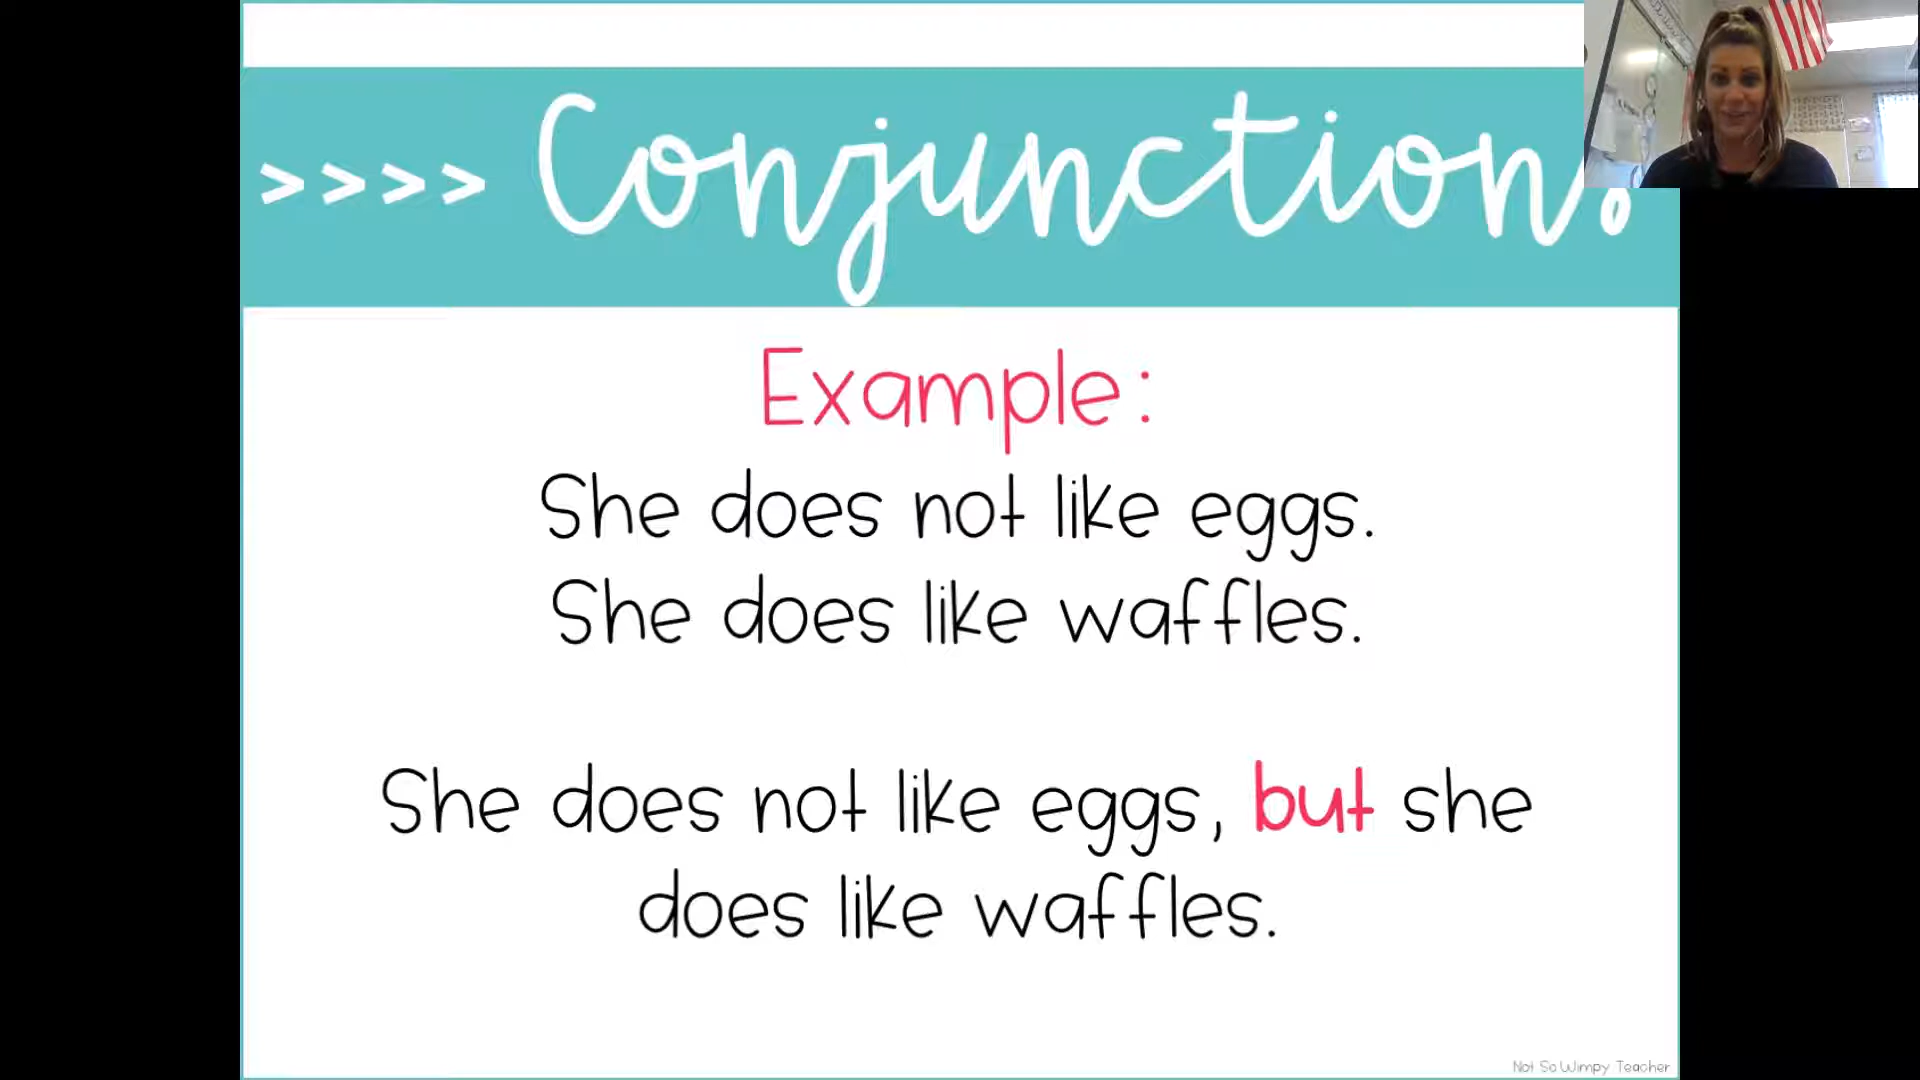 >>>> Conjunctions
Example:
She does not like eggs.
She does like waffles.
She does not like eggs, but she
does like waffles.
Not So Wimpy Teacher